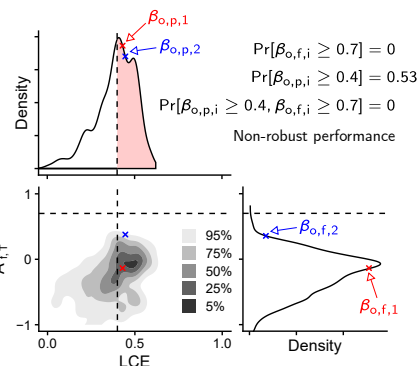 β_o,p,1
β_o,p,2
Pr[β_o,f,i ≥ 0.7] = 0
Pr[β_o,p,i ≥ 0.4] = 0.53
Pr[β_o,p,i ≥ 0.4, β_o,f,i ≥ 0.7] = 0
Non-robust performance
Density
1
0
−1
95%
75%
50%
25%
5%
0.0
0.5
1.0
LCE
β_o,f,2
β_o,f,1
Density